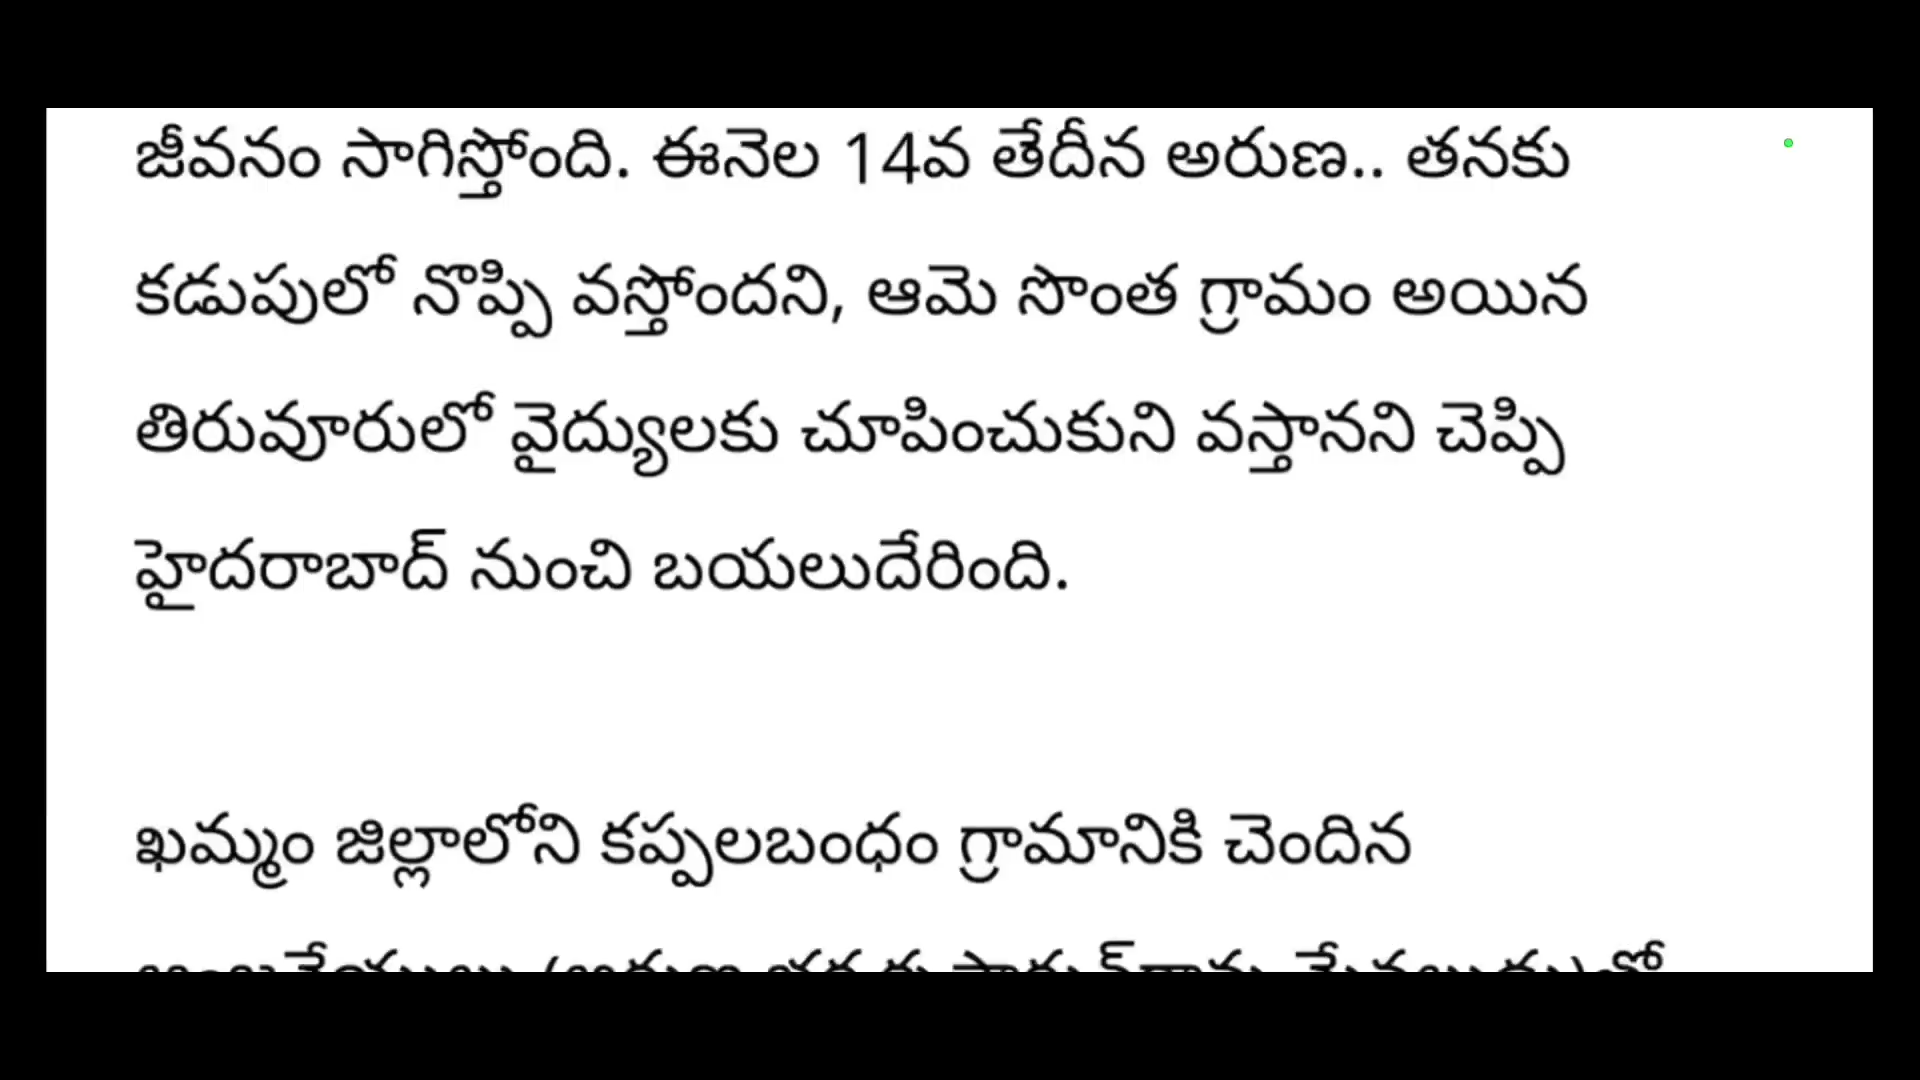 జీవనం సాగిస్తోంది. ఈనెల 14వ తేదీన అరుణ.. తనకు
కడుపులో నొప్పి వస్తోందని, ఆమె సొంత గ్రామం అయిన
తిరువూరులో వైద్యులకు చూపించుకుని వస్తానని చెప్పి
హైదరాబాద్ నుంచి బయలుదేరింది.
ఖమ్మం జిల్లాలోని కప్పలబంధం గ్రామానికి చెందిన